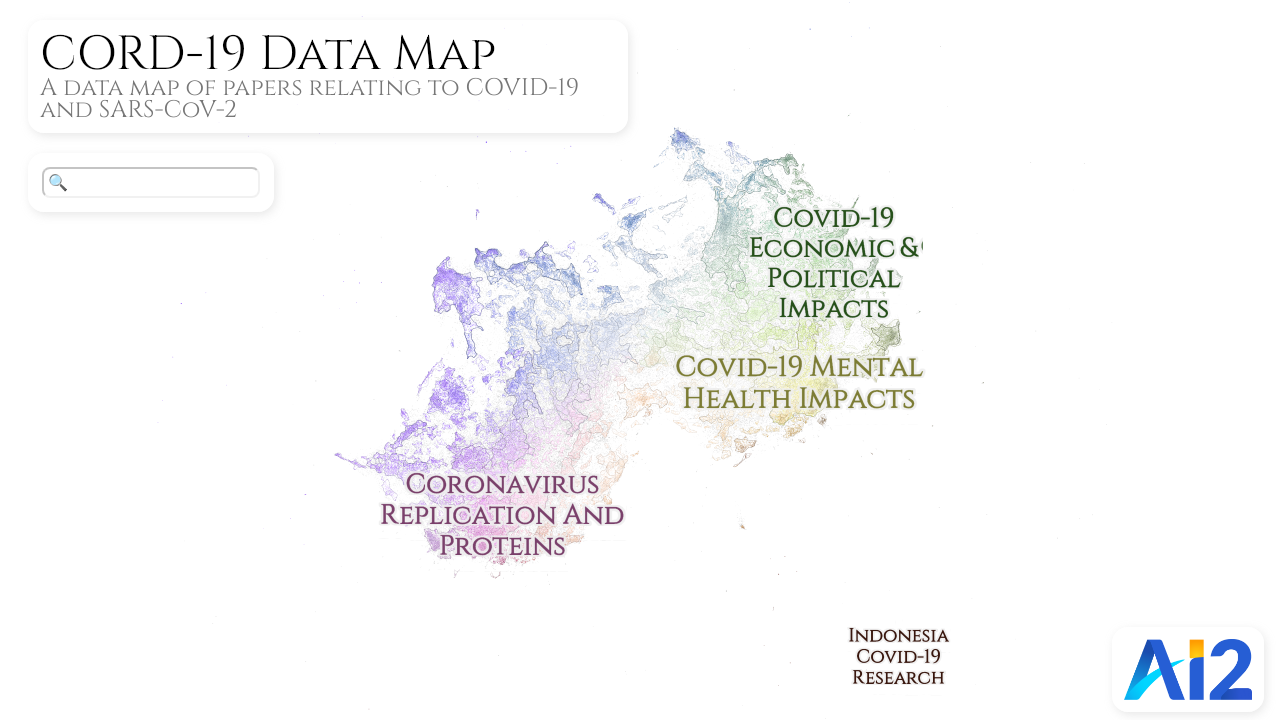 CORD-19 Data Map
A data map of papers relating to COVID-19
and SARS-CoV-2
Covid-19
Economic &
Political
Impacts
Covid-19 Mental
Health Impacts
Coronavirus
Replication And
Proteins
Indonesia
Covid-19
Research
Ai2